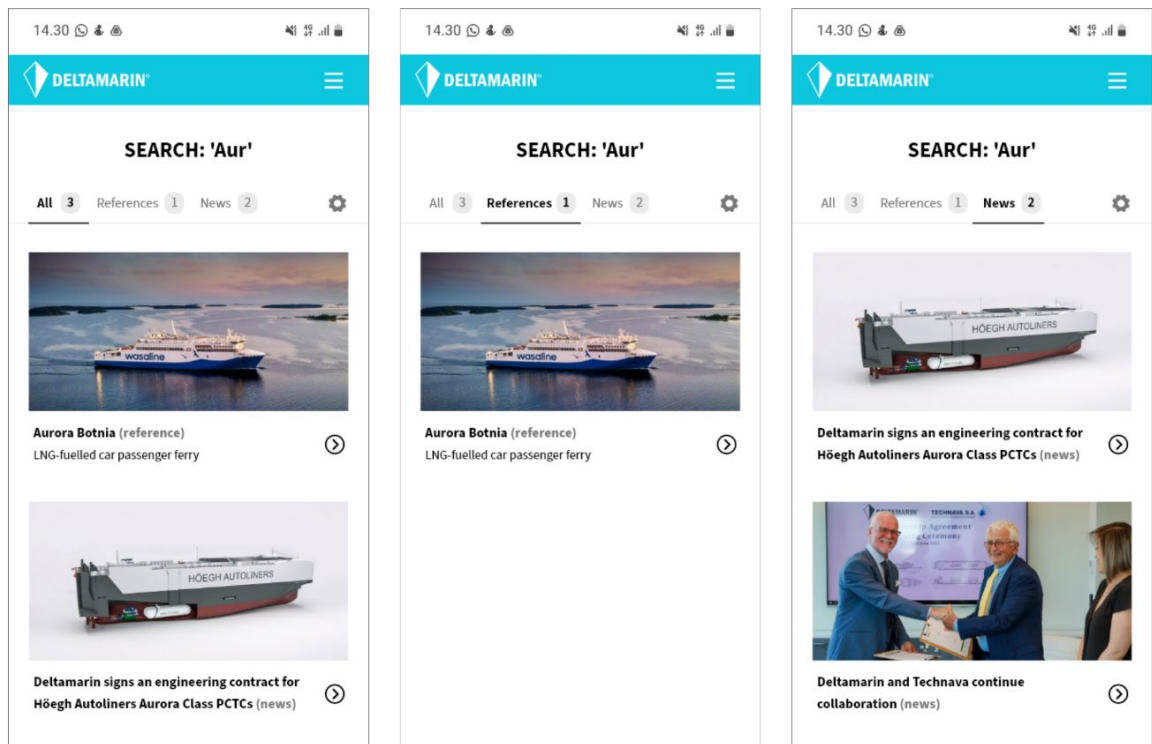 14.30
DELTAMARIN
SEARCH: 'Aur'
All 3 References 1 News 2
wasaline
Aurora Botnia (reference)
LNG-fuelled car passenger ferry
HÖEGH AUTOLINERS
Deltamarin signs an engineering contract for
Höegh Autoliners Aurora Class PCTCs (news)
14.30
DELTAMARIN
SEARCH: 'Aur'
All 3 References 1 News 2
wasaline
Aurora Botnia (reference)
LNG-fuelled car passenger ferry
14.30
DELTAMARIN
SEARCH: 'Aur'
All 3 References 1 News 2
HÖEGH AUTOLINERS
Deltamarin signs an engineering contract for
Höegh Autoliners Aurora Class PCTCs (news)
DELTAMARIN TECHNAVA S.A.
Agreement
Ceremony
Deltamarin and Technava continue
collaboration (news)